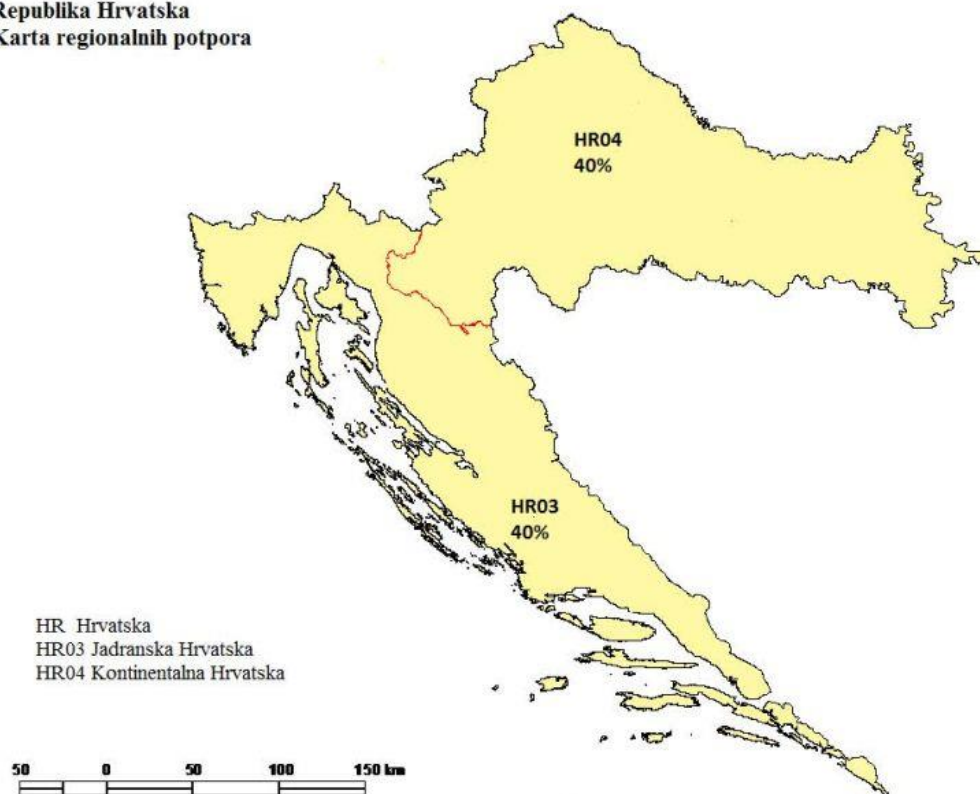 Republika Hrvatska
Karta regionalnih potpora
HR04
40%
HR03
40%
HR Hrvatska
HR03 Jadranska Hrvatska
HR04 Kontinentalna Hrvatska
50 0 50 100 150 km